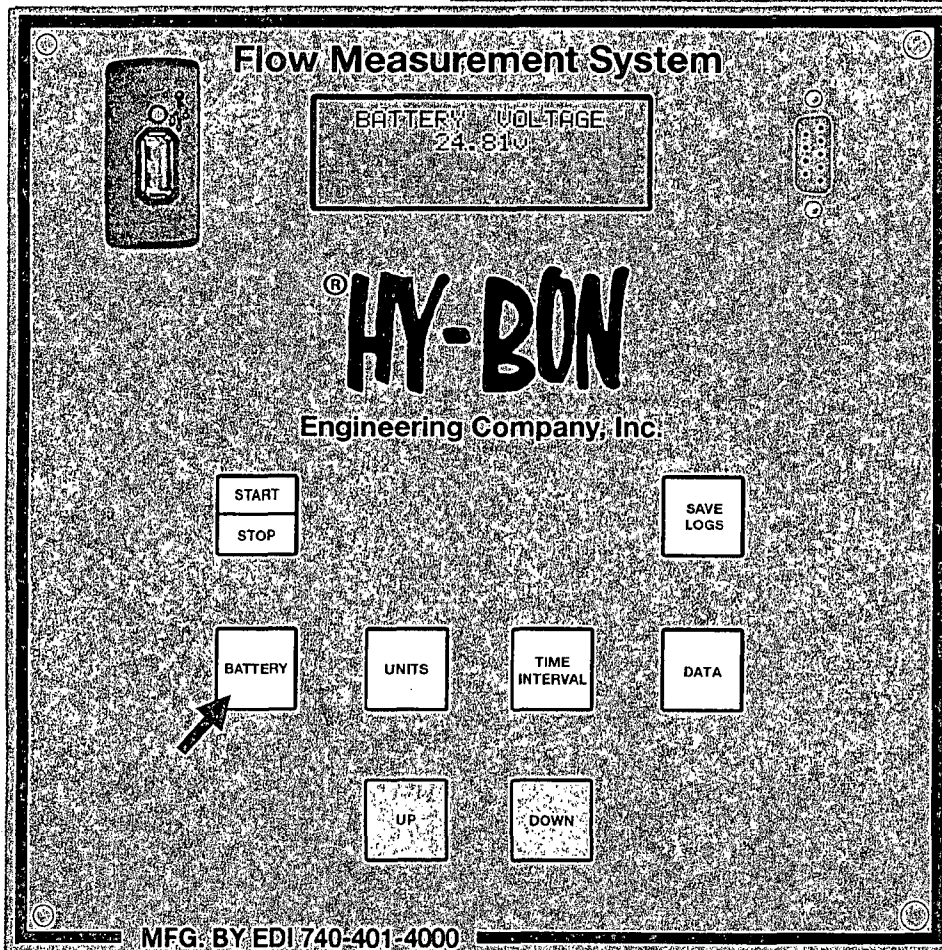 Flow Measurement System
BATTERY VOLTAGE
24.81v
® HY-BON
Engineering Company, Inc.
START
STOP
SAVE
LOGS
BATTERY
UNITS
TIME
INTERVAL
DATA
UP
DOWN
MFG. BY EDI 740-401-4000